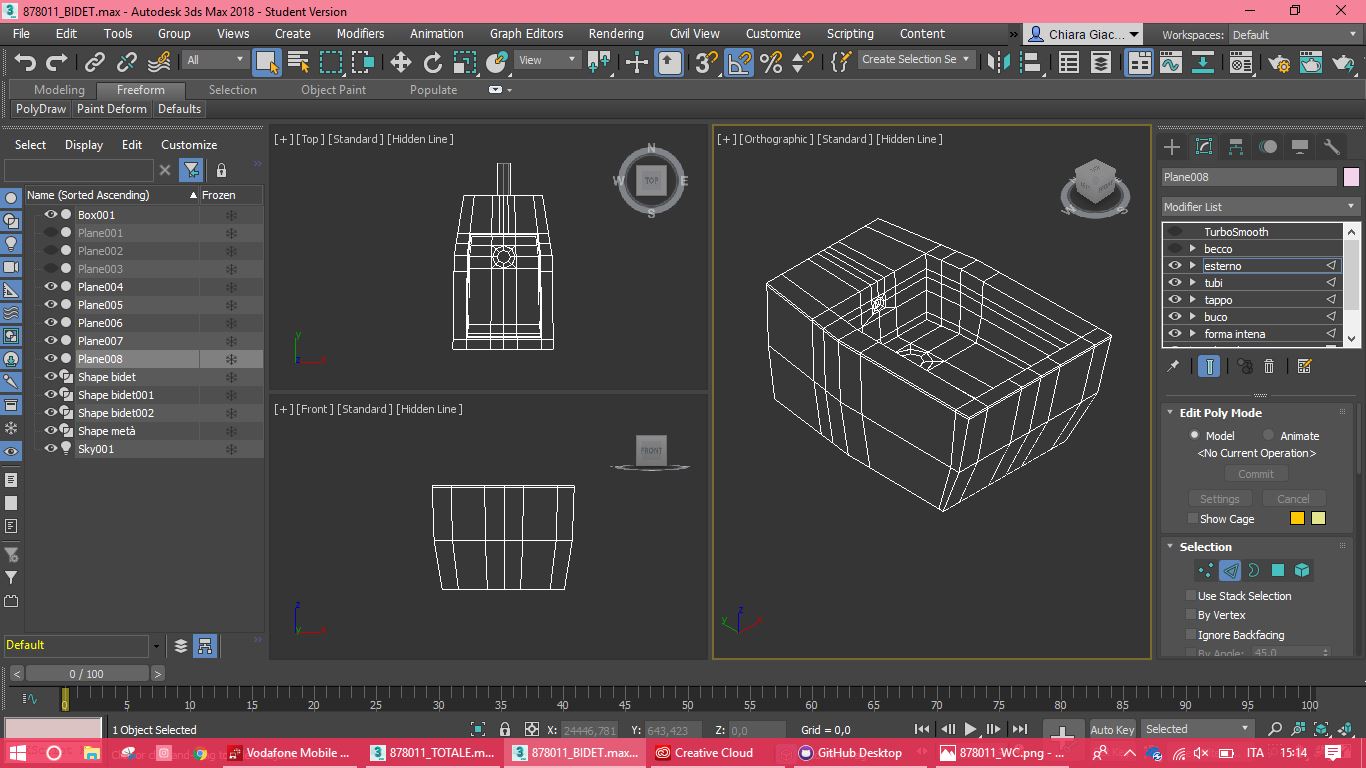 878011_BIDET.max - Autodesk 3ds Max 2018 - Student Version
File Edit Tools Group Views Create Modifiers Animation Graph Editors Rendering Civil View Customize Scripting Content » Chiara Giac... Workspaces: Default
All View Create Selection Se
Modeling Freeform Selection Object Paint Populate
PolyDraw Paint Deform Defaults
Select Display Edit Customize
Name (Sorted Ascending) Frozen
Box001
Plane001
Plane002
Plane003
Plane004
Plane005
Plane006
Plane007
Plane008
Shape bidet
Shape bidet001
Shape bidet002
Shape metà
Sky001
Default
[+] [Top] [Standard] [Hidden Line]
N
W TOP E
S
y
z x
[+] [Front] [Standard] [Hidden Line]
FRONT
z
y x
[+] [Orthographic] [Standard] [Hidden Line]
TOP
W S
z
y x
Plane008
Modifier List
TurboSmooth
becco
esterno
tubi
tappo
buco
forma intena
Edit Poly Mode
Model Animate
<No Current Operation>
Commit
Settings Cancel
Show Cage
Selection
Use Stack Selection
By Vertex
Ignore Backfacing
By Angle: 45,0
< 0 / 100 >
0 5 10 15 20 25 30 35 40 45 50 55 60 65 70 75 80 85 90 95 100
1 Object Selected X: 24446,781 Y: 643,423 Z: 0,0 Grid = 0,0 Auto Key Selected
Vodafone Mobile ... 878011_TOTALE.m... 878011_BIDET.max... Creative Cloud GitHub Desktop 878011_WC.png - ... ITA 15:14